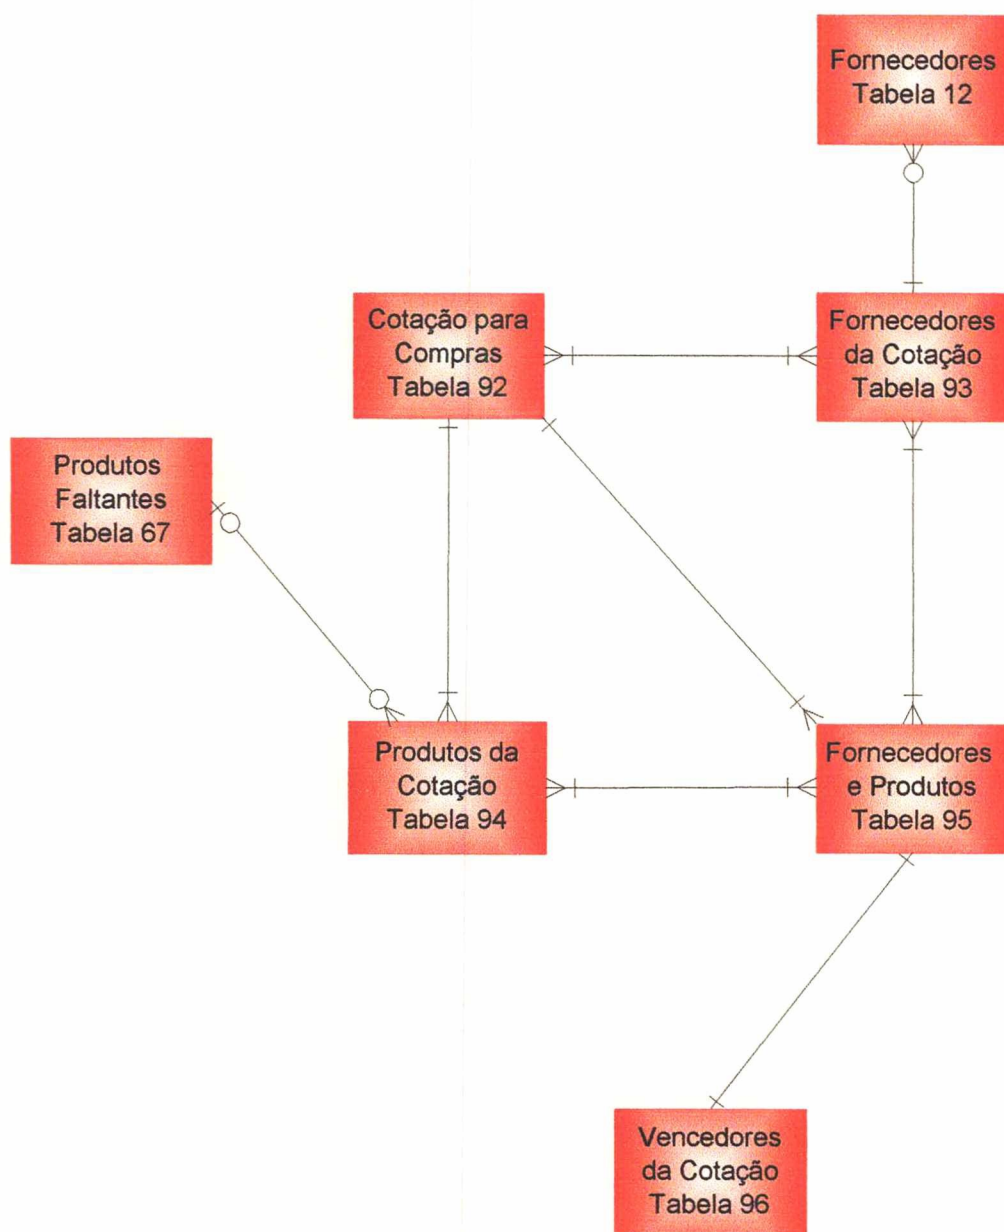 Fornecedores
Tabela 12
Cotação para
Compras
Tabela 92
Fornecedores
da Cotação
Tabela 93
Produtos
Faltantes
Tabela 67
Produtos da
Cotação
Tabela 94
Fornecedores
e Produtos
Tabela 95
Vencedores
da Cotação
Tabela 96